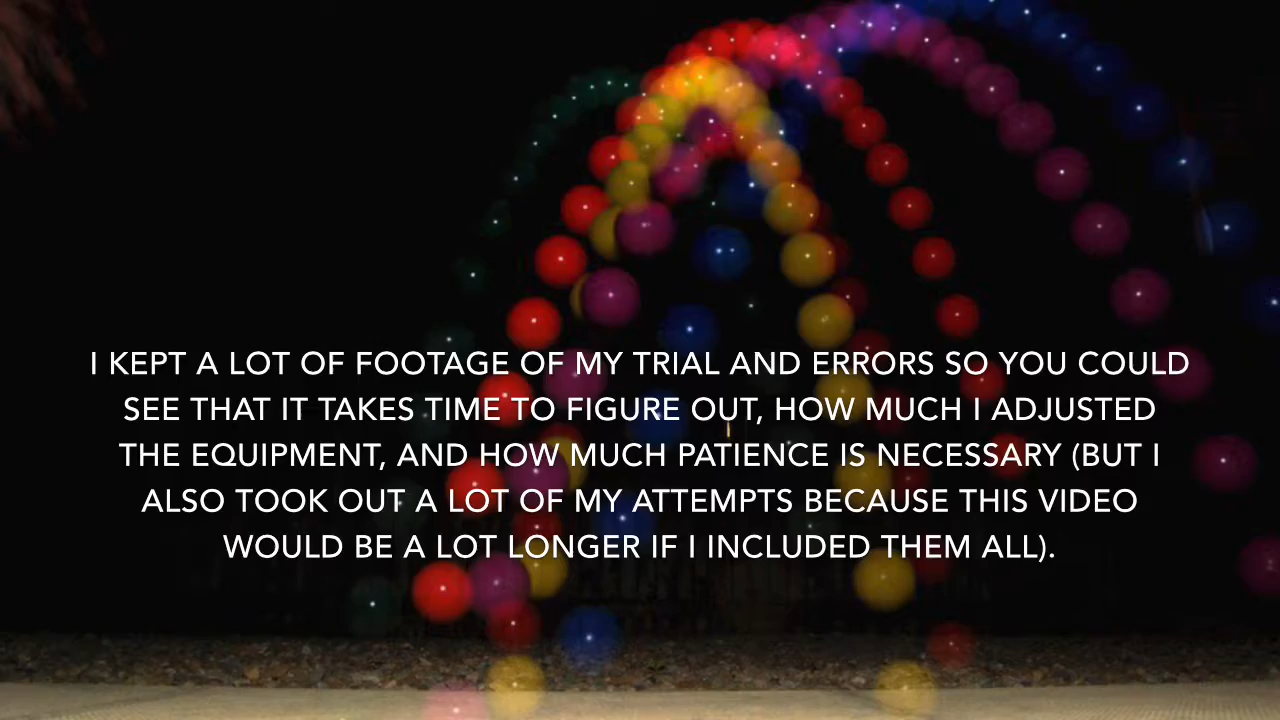 I KEPT A LOT OF FOOTAGE OF MY TRIAL AND ERRORS SO YOU COULD
SEE THAT IT TAKES TIME TO FIGURE OUT, HOW MUCH I ADJUSTED
THE EQUIPMENT, AND HOW MUCH PATIENCE IS NECESSARY (BUT I
ALSO TOOK OUT A LOT OF MY ATTEMPTS BECAUSE THIS VIDEO
WOULD BE A LOT LONGER IF I INCLUDED THEM ALL).